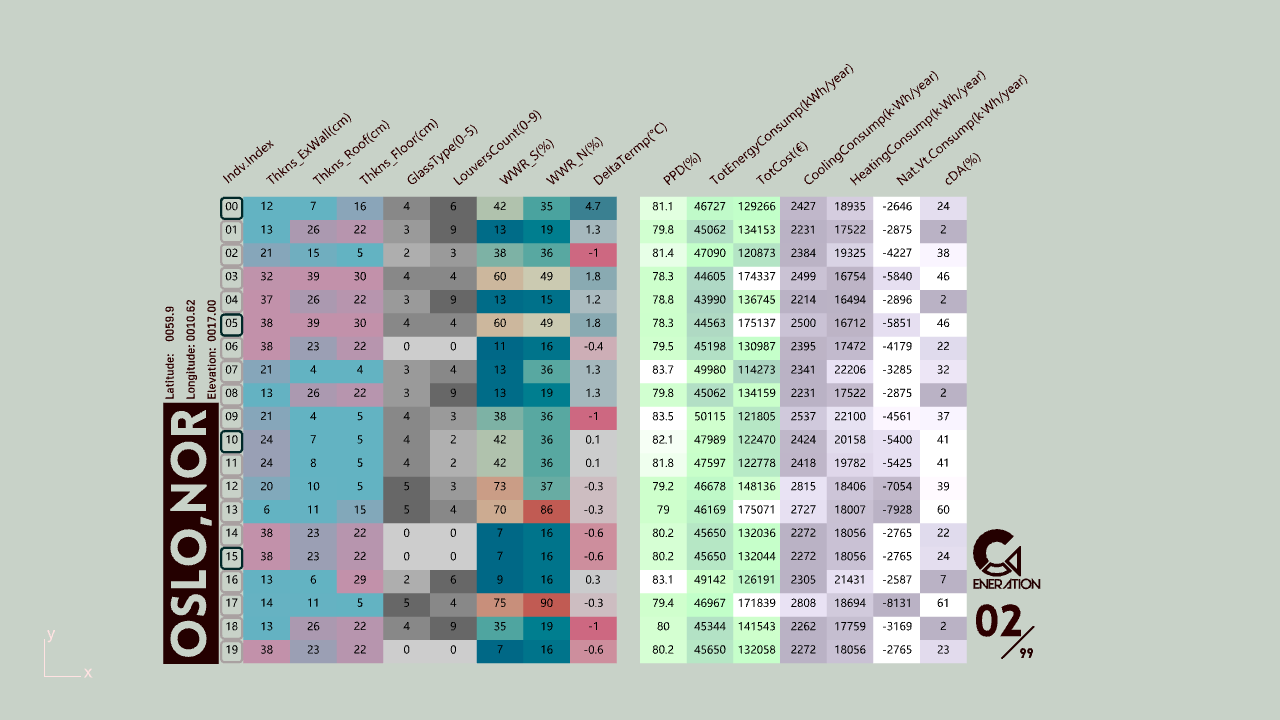 Indv.Index Thkns_ExWall(cm) Thkns_Roof(cm) Thkns_Floor(cm) GlassType(0-5) LouversCount(0-9) WWR_S(%) WWR_N(%) DeltaTermp(°C) PPD(%) TotEnergyConsump(kWh/year) TotCost(€) CoolingConsump(k·Wh/year) HeatingConsump(k·Wh/year) Nat.Vt.Consump(k·Wh/year) cDA(%)
00 12 7 16 4 6 42 35 4.7 81.1 46727 129266 2427 18935 -2646 24
01 13 26 22 3 9 13 19 1.3 79.8 45062 134153 2231 17522 -2875 2
02 21 15 5 2 3 38 36 -1 81.4 47090 120873 2384 19325 -4227 38
03 32 39 30 4 4 60 49 1.8 78.3 44605 174337 2499 16754 -5840 46
04 37 26 22 3 9 13 15 1.2 78.8 43990 136745 2214 16494 -2896 2
05 38 39 30 4 4 60 49 1.8 78.3 44563 175137 2500 16712 -5851 46
06 38 23 22 0 0 11 16 -0.4 79.5 45198 130987 2395 17472 -4179 22
07 21 4 4 3 4 13 36 1.3 83.7 49980 114273 2341 22206 -3285 32
08 13 26 22 3 9 13 19 1.3 79.8 45062 134159 2231 17522 -2875 2
09 21 4 5 4 3 38 36 -1 83.5 50115 121805 2537 22100 -4561 37
10 24 7 5 4 2 42 36 0.1 82.1 47989 122470 2424 20158 -5400 41
11 24 8 5 4 2 42 36 0.1 81.8 47597 122778 2418 19782 -5425 41
12 20 10 5 5 3 73 37 -0.3 79.2 46678 148136 2815 18406 -7054 39
13 6 11 15 5 4 70 86 -0.3 79 46169 175071 2727 18007 -7928 60
14 38 23 22 0 0 7 16 -0.6 80.2 45650 132036 2272 18056 -2765 22
15 38 23 22 0 0 7 16 -0.6 80.2 45650 132044 2272 18056 -2765 24
16 13 6 29 2 6 9 16 0.3 83.1 49142 126191 2305 21431 -2587 7
17 14 11 5 5 4 75 90 -0.3 79.4 46967 171839 2808 18694 -8131 61
18 13 26 22 4 9 35 19 -1 80 45344 141543 2262 17759 -3169 2
19 38 23 22 0 0 7 16 -0.6 80.2 45650 132058 2272 18056 -2765 23
Latitude: 0059.9
Longitude: 0010.62
Elevation: 0017.00
OSLO,NOR
G
ENERATION
02/99
y
x